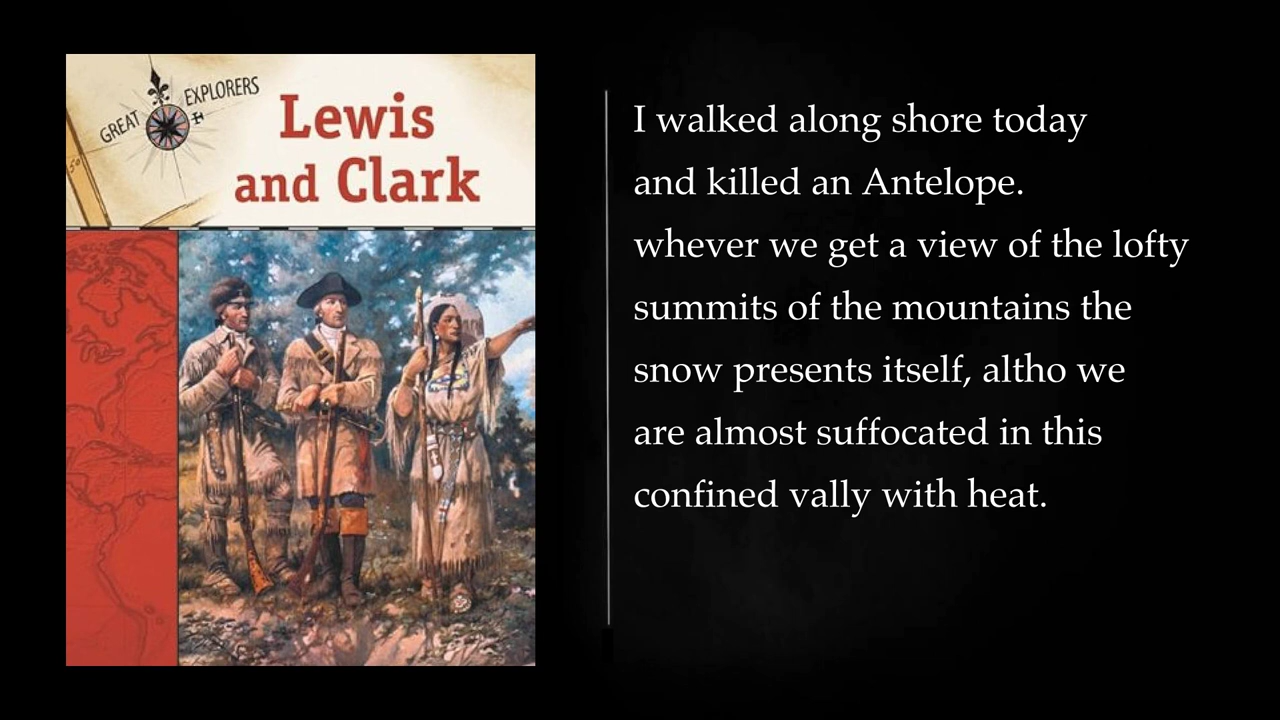 GREAT EXPLORERS
Lewis
and Clark
I walked along shore today
and killed an Antelope.
whever we get a view of the lofty
summits of the mountains the
snow presents itself, altho we
are almost suffocated in this
confined vally with heat.